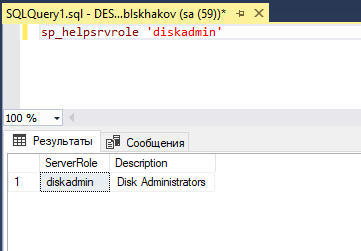 SQLQuery1.sql - DES...blskhakov (sa (59))*
sp_helpsrvrole 'diskadmin'
100 %
Результаты Сообщения
ServerRole Description
1 diskadmin Disk Administrators